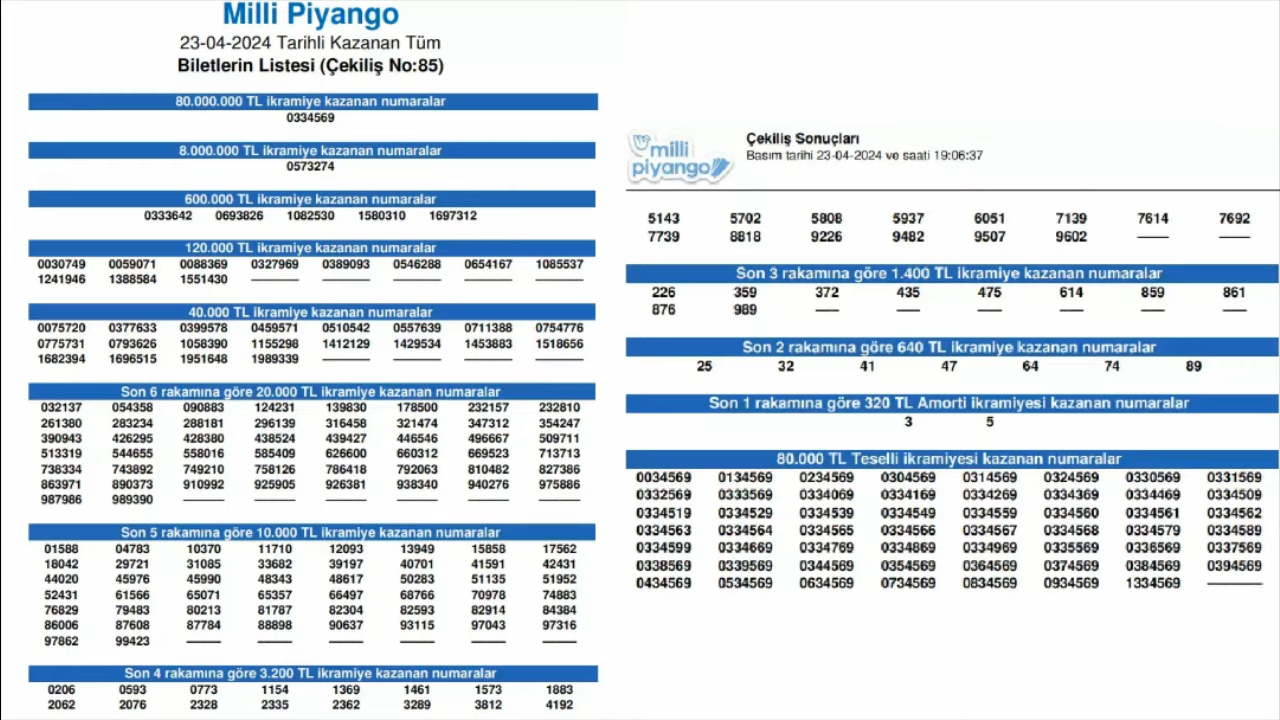 Milli Piyango
23-04-2024 Tarihli Kazanan Tüm
Biletlerin Listesi (Çekiliş No:85)
80.000.000 TL ikramiye kazanan numaralar
0334569
8.000.000 TL ikramiye kazanan numaralar
0573274
600.000 TL ikramiye kazanan numaralar
0333642 0693826 1082530 1580310 1697312
120.000 TL ikramiye kazanan numaralar
0030749 0059071 0088369 0327969 0389093 0546288 0654167 1085537
1241946 1388584 1551430
40.000 TL ikramiye kazanan numaralar
0075720 0377633 0399578 0459571 0510542 0557639 0711388 0754776
0775731 0793626 1058390 1155298 1412129 1429534 1453883 1518656
1682394 1696515 1951648 1989339
Son 6 rakamına göre 20.000 TL ikramiye kazanan numaralar
032137 054358 090883 124231 139830 178500 232157 232810
261380 283234 288181 296139 316458 321474 347312 354247
390943 426295 428380 438524 439427 446546 496667 509711
513319 544655 558016 585409 626600 660312 669523 713713
738334 743892 749210 758126 786418 792063 810482 827386
863971 890373 910992 925905 926381 938340 940276 975886
987986 989390
Son 5 rakamına göre 10.000 TL ikramiye kazanan numaralar
01588 04783 10370 11710 12093 13949 15858 17562
18042 29721 31085 33682 39197 40701 41591 42431
44020 45976 45990 48343 48617 50283 51135 51952
52431 61566 65071 65357 66497 68766 70978 74883
76829 79483 80213 81787 82304 82593 82914 84384
86006 87608 87784 88898 90637 93115 97043 97316
97862 99423
Son 4 rakamına göre 3.200 TL ikramiye kazanan numaralar
0206 0593 0773 1154 1369 1461 1573 1883
2062 2076 2328 2335 2362 3289 3812 4192
milli
piyango
Çekiliş Sonuçları
Basım tarihi 23-04-2024 ve saati 19:06:37
5143 5702 5808 5937 6051 7139 7614 7692
7739 8818 9226 9482 9507 9602
Son 3 rakamına göre 1.400 TL ikramiye kazanan numaralar
226 359 372 435 475 614 859 861
876 989
Son 2 rakamına göre 640 TL ikramiye kazanan numaralar
25 32 41 47 64 74 89
Son 1 rakamına göre 320 TL Amorti ikramiyesi kazanan numaralar
3 5
80.000 TL Teselli ikramiyesi kazanan numaralar
0034569 0134569 0234569 0304569 0314569 0324569 0330569 0331569
0332569 0333569 0334069 0334169 0334269 0334369 0334469 0334509
0334519 0334529 0334539 0334549 0334559 0334560 0334561 0334562
0334563 0334564 0334565 0334566 0334567 0334568 0334579 0334589
0334599 0334669 0334769 0334869 0334969 0335569 0336569 0337569
0338569 0339569 0344569 0354569 0364569 0374569 0384569 0394569
0434569 0534569 0634569 0734569 0834569 0934569 1334569